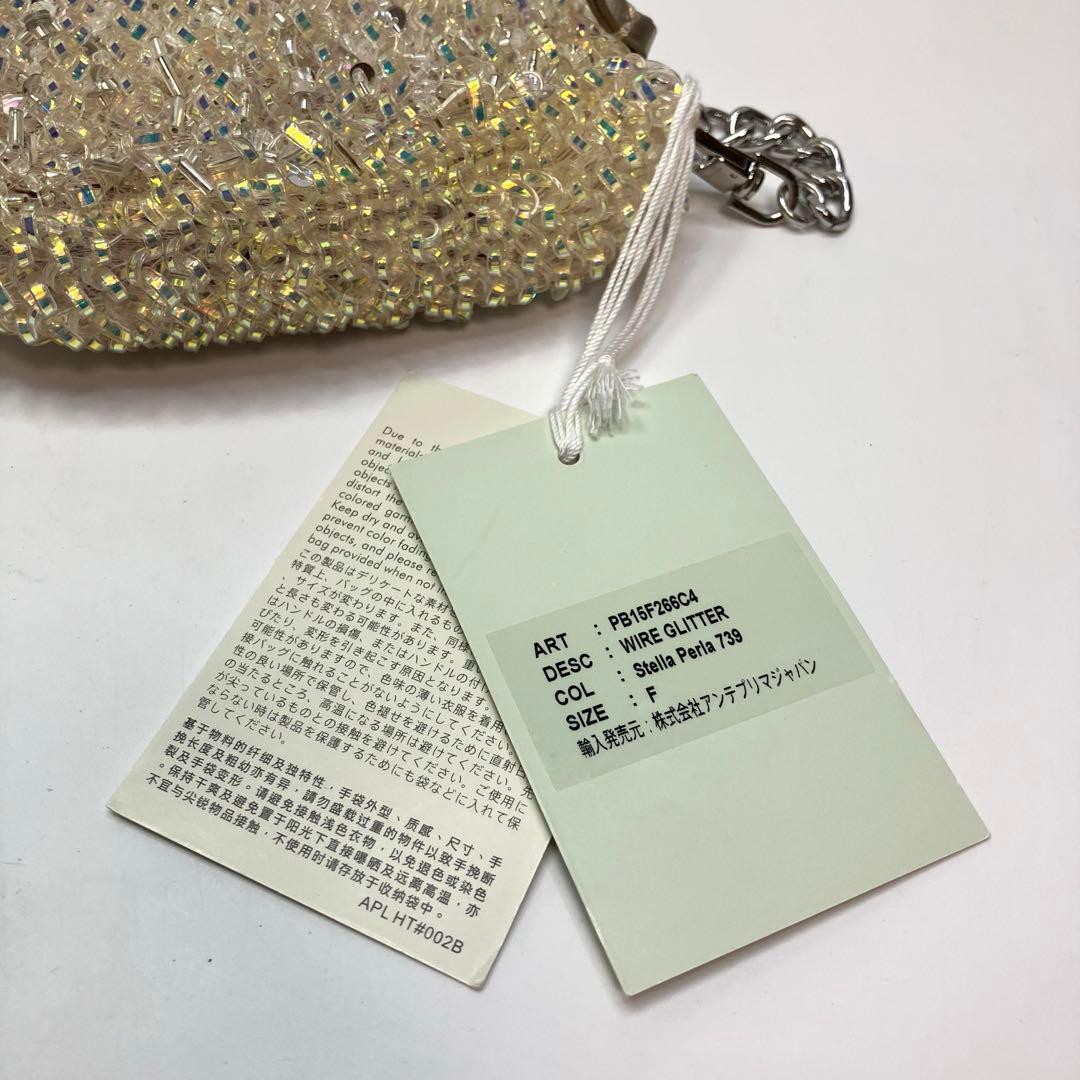 Due to th
material
and l
objec
objects
distort the
colored garm
Keep dry and av
prevent color fading
objects, and please re
bag provided when not i
この製品はデリケートな素材
特質上、バッグの中に入れるもの
、サイズが変わります。また、同様
と長さも変わる可能性があります。重
はハンドルの損傷、またはハンドルの付け
びたり、変形を引き起こす原因となります。
可能性がありますので、色味の薄い衣服を着用
接バッグに触れることがないようにしてください。
性の良い場所で保管し、色褪せを避けるために直射日
の当たるところ、高温になる場所は避けてください。先
が尖っているものとの接触を避けてください。ご使用に
ならない時は製品を保護するためにも袋などに入れて保
管してください。
基于物料的纤细及独特性，手袋外型、质感、尺寸、手
挽长度及粗幼亦有异，請勿盛载过重的物件以致手挽断
裂及手袋变形。请避免接触浅色衣物，以免退色或染色
。保持干爽及避免置于阳光下直接曝晒及远离高温，亦
不宜与尖锐物品接触，不使用时请存放于收纳袋中。
APL HT#002B
ART : PB15F266C4
DESC : WIRE GLITTER
COL : Stella Perla 739
SIZE : F
輸入発売元：株式会社アンテプリマジャパン